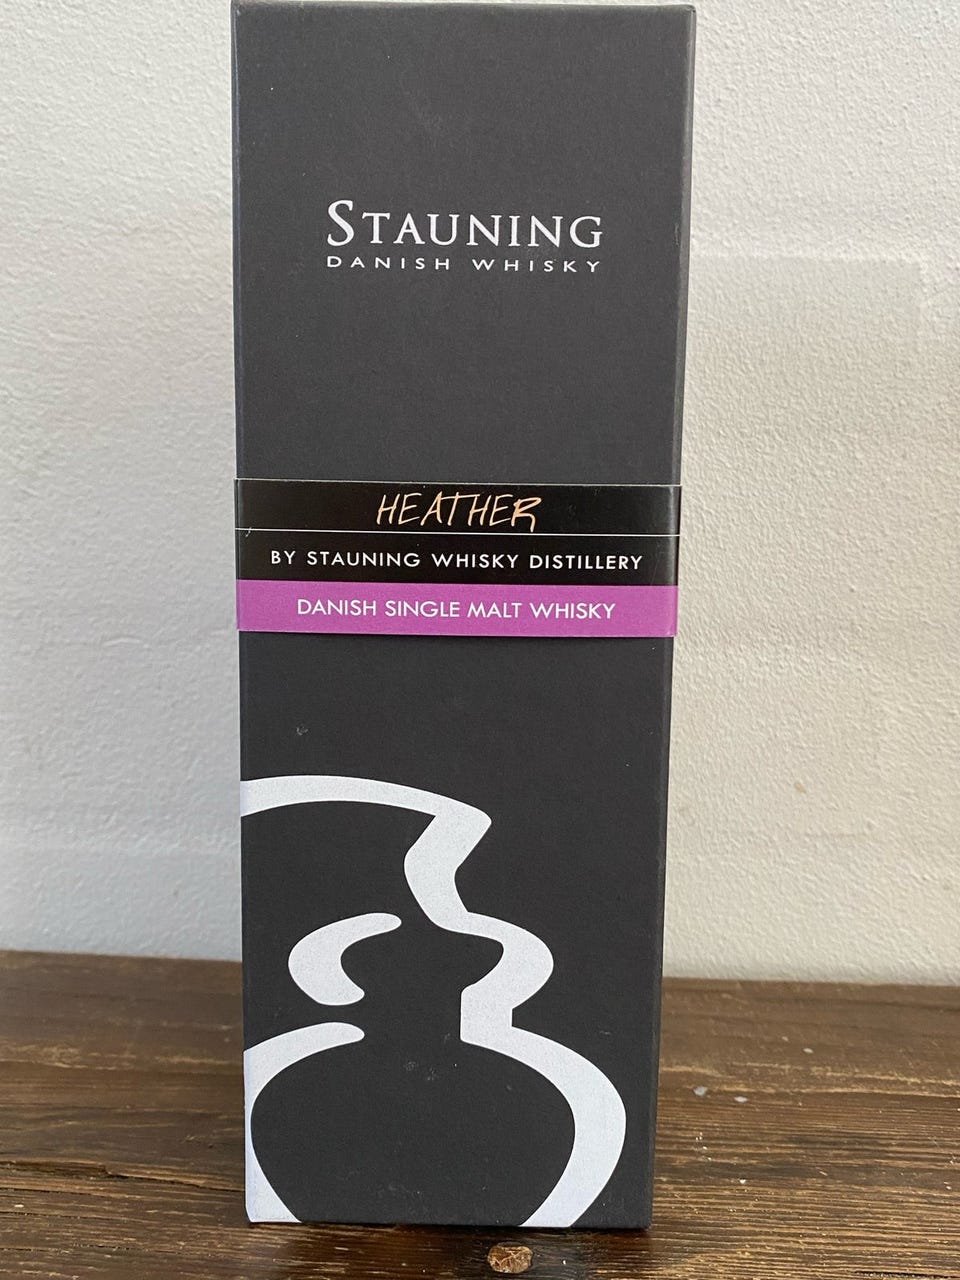 STAUNING
DANISH WHISKY
HEATHER
BY STAUNING WHISKY DISTILLERY
DANISH SINGLE MALT WHISKY